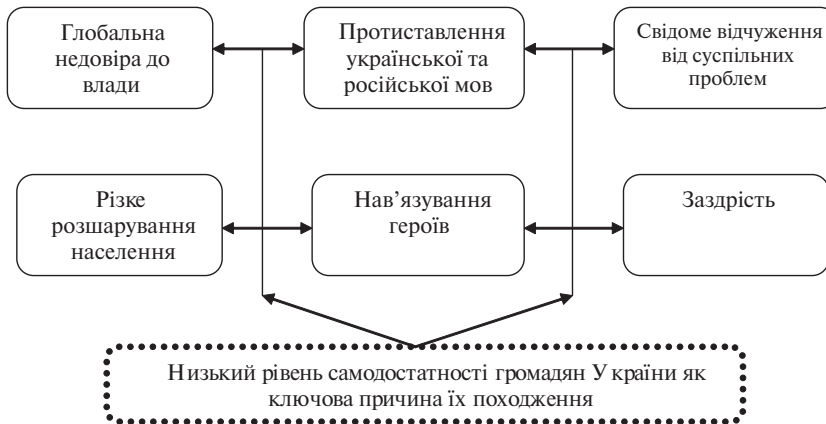 Глобальна
недовіра до
влади
Протиставлення
української та
російської мов
Свідоме відчуження
від суспільних
проблем
Різке
розшарування
населення
Нав’язування
героїв
Заздрість
Низький рівень самодостатності громадян У країни як
ключова причина їх походження